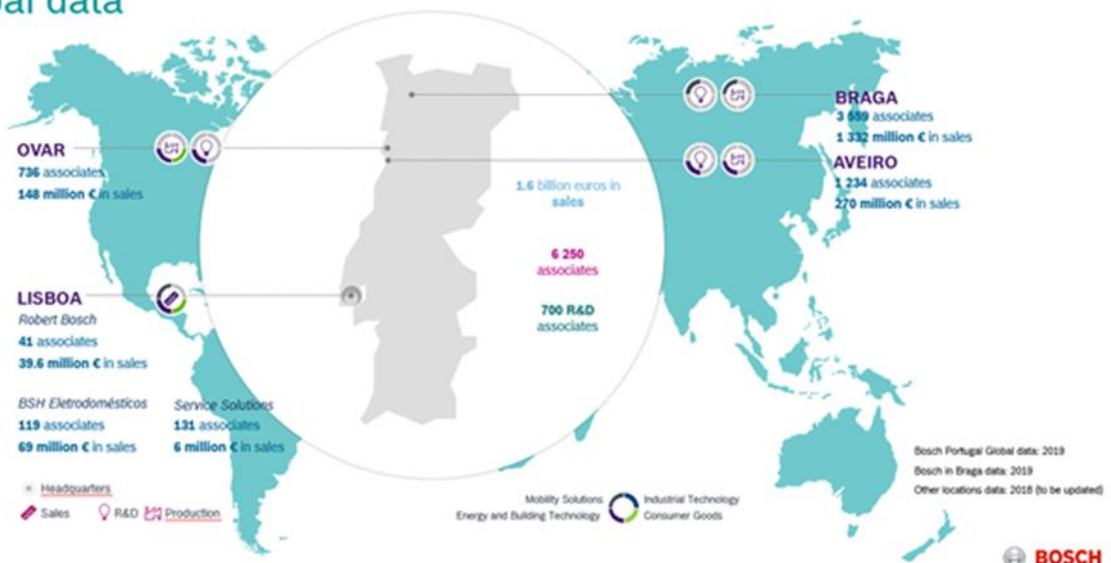 data
OVAR
736 associates
148 million € in sales
LISBOA
Robert Bosch
41 associates
39.6 million € in sales
BSH Eletrodomésticos
119 associates
69 million € in sales
Service Solutions
131 associates
6 million € in sales
1.6 billion euros in
sales
6 250
associates
700 R&D
associates
BRAGA
associates
1 332 million € in sales
AVEIRO
1 234 associates
270 million € in sales
Headquarters
Sales
R&D
Production
Mobility Solutions
Industrial Technology
Energy and Building Technology
Consumer Goods
Bosch Portugal Global data: 2019
Bosch in Braga data: 2019
Other locations data: 2018 (to be updated)
BOSCH